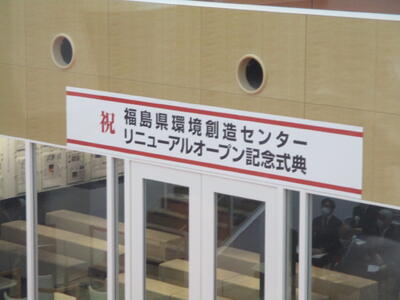 祝
福島県環境創造センター
リニューアルオープン記念式典